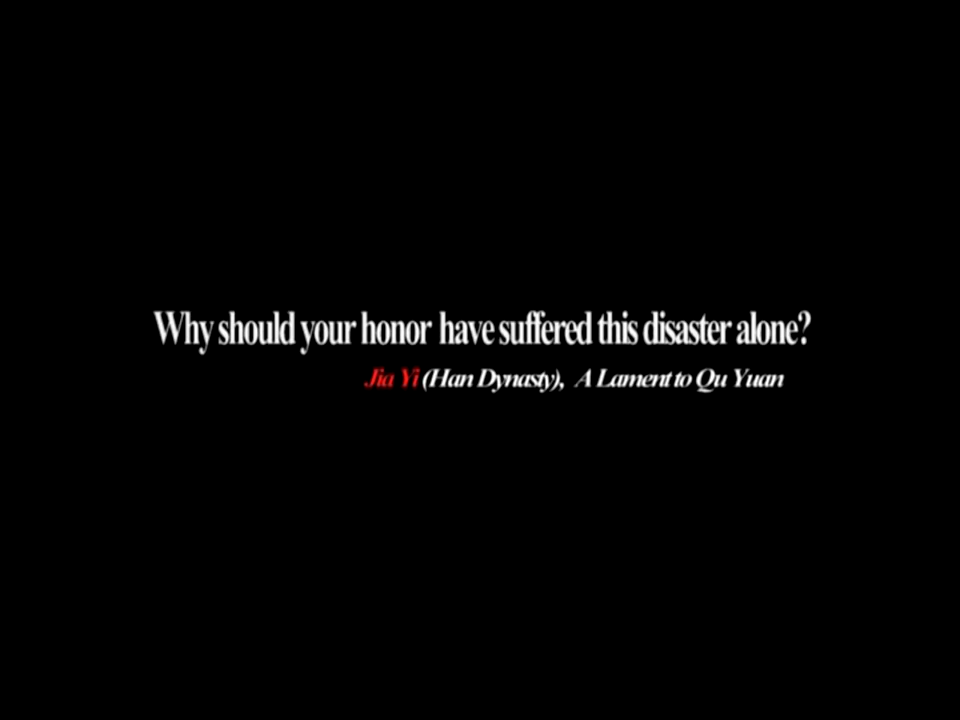 Why should your honor have suffered this disaster alone?
Jia Yi (Han Dynasty), A Lament to Qu Yuan